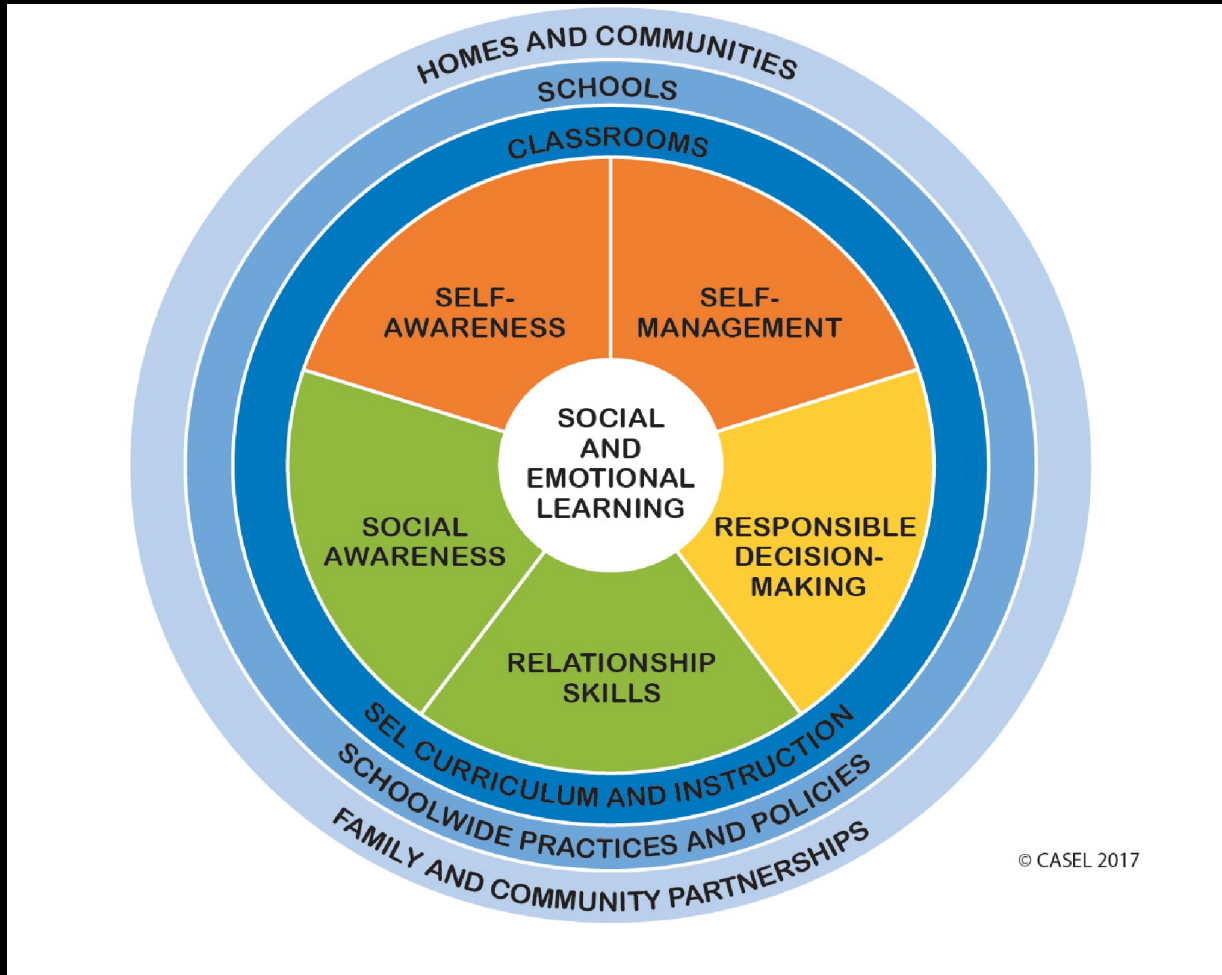 HOMES AND COMMUNITIES
SCHOOLS
CLASSROOMS
SELF-
AWARENESS
SELF-
MANAGEMENT
SOCIAL
AND
EMOTIONAL
LEARNING
SOCIAL
AWARENESS
RESPONSIBLE
DECISION-
MAKING
RELATIONSHIP
SKILLS
SEL CURRICULUM AND INSTRUCTION
SCHOOLWIDE PRACTICES AND POLICIES
FAMILY AND COMMUNITY PARTNERSHIPS
© CASEL 2017